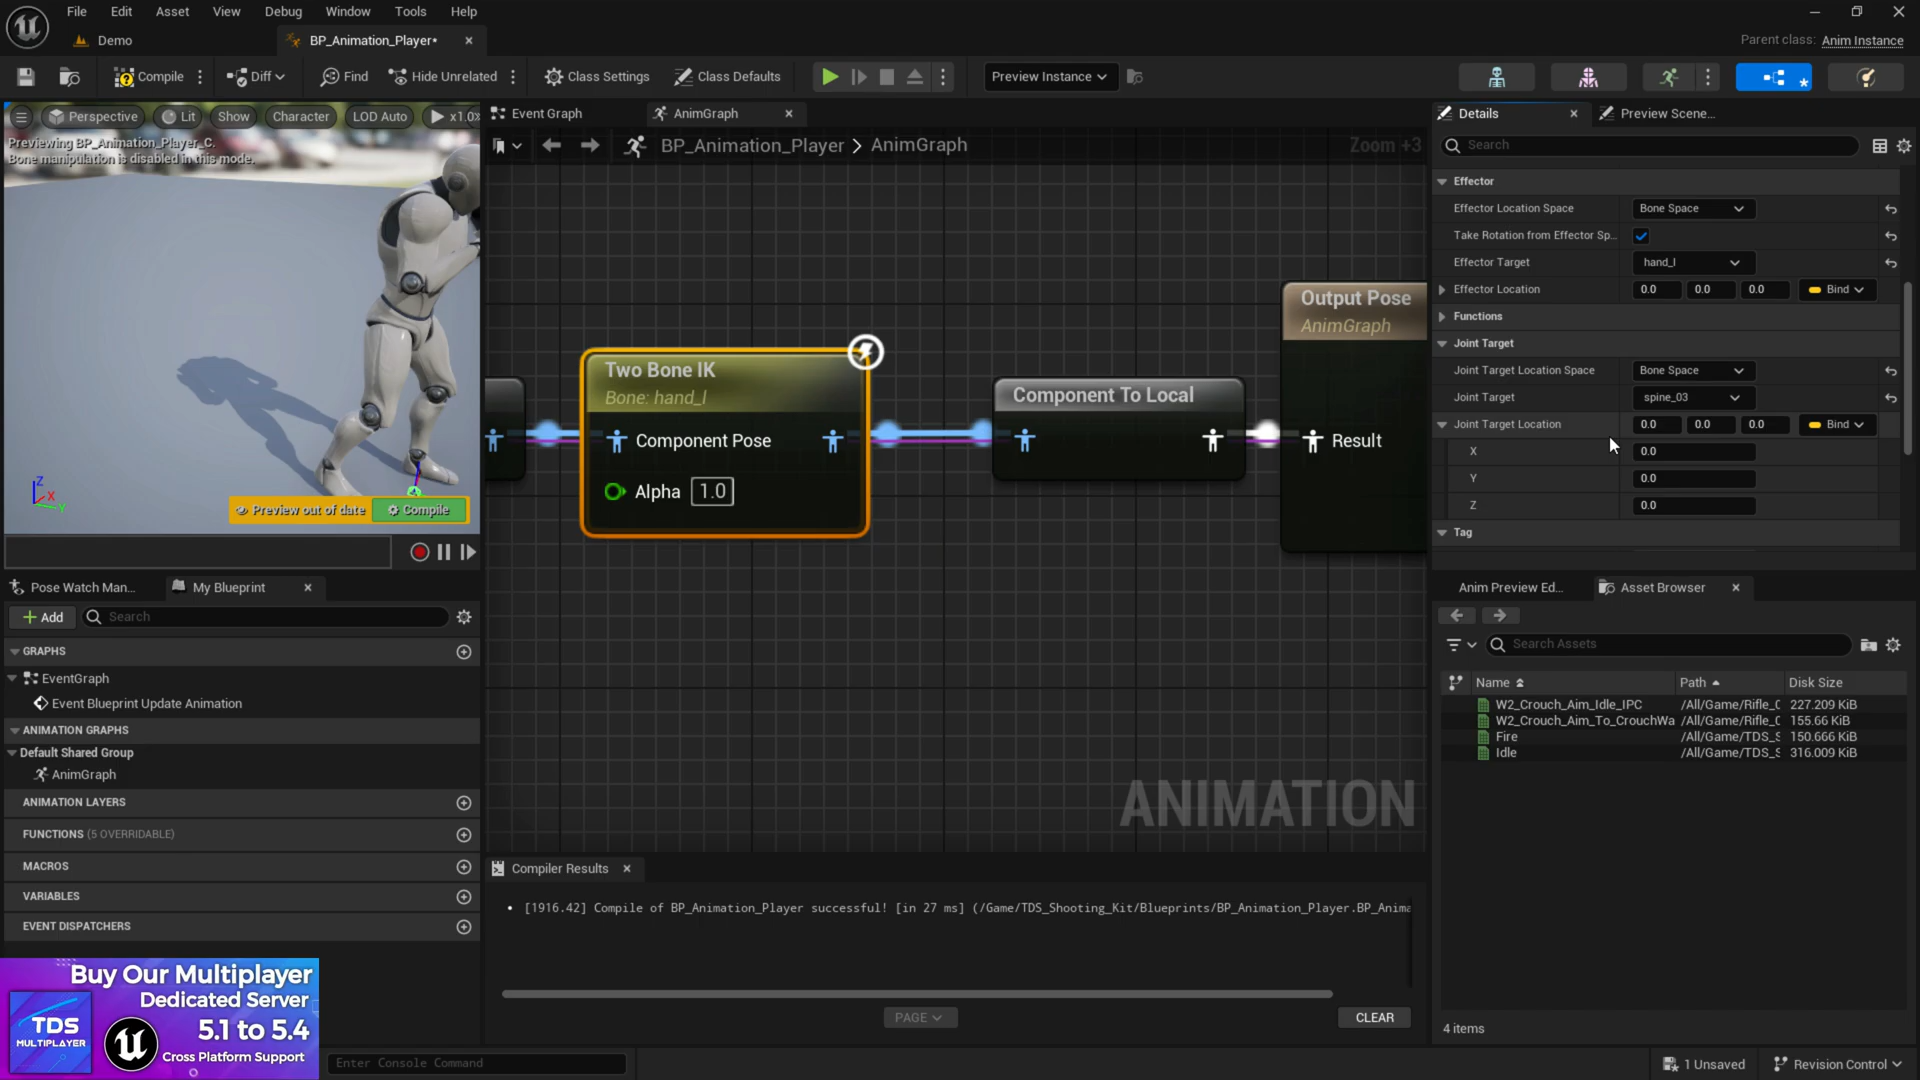 File Edit Asset View Debug Window Tools Help
Demo
BP_Animation_Player*
Parent class: Anim Instance
Compile
Diff
Find
Hide Unrelated
Class Settings
Class Defaults
Preview Instance
Perspective
Lit
Show
Character
LOD Auto
x1.0
Previewing BP_Animation_Player_C.
Bone manipulation is disabled in this mode.
Z
X
Y
Preview out of date
Compile
Event Graph
AnimGraph
BP_Animation_Player > AnimGraph
Zoom +3
Two Bone IK
Bone: hand_l
Component Pose
Alpha 1.0
Component To Local
Output Pose
AnimGraph
Result
ANIMATION
Details
Preview Scene...
Search
Effector
Effector Location Space Bone Space
Take Rotation from Effector Sp...
Effector Target hand_l
Effector Location 0.0 0.0 0.0 Bind
Functions
Joint Target
Joint Target Location Space Bone Space
Joint Target spine_03
Joint Target Location 0.0 0.0 0.0 Bind
X 0.0
Y 0.0
Z 0.0
Tag
Pose Watch Man...
My Blueprint
Add
Search
GRAPHS
EventGraph
Event Blueprint Update Animation
ANIMATION GRAPHS
Default Shared Group
AnimGraph
ANIMATION LAYERS
FUNCTIONS (5 OVERRIDABLE)
MACROS
VARIABLES
EVENT DISPATCHERS
Compiler Results
[1916.42] Compile of BP_Animation_Player successful! [in 27 ms] (/Game/TDS_Shooting_Kit/Blueprints/BP_Animation_Player.BP_Anima
PAGE
CLEAR
Anim Preview Ed...
Asset Browser
Search Assets
Name Path Disk Size
W2_Crouch_Aim_Idle_IPC /All/Game/Rifle_C 227.209 KiB
W2_Crouch_Aim_To_CrouchWa /All/Game/Rifle_C 155.66 KiB
Fire /All/Game/TDS_S 150.666 KiB
Idle /All/Game/TDS_S 316.009 KiB
4 items
Buy Our Multiplayer
Dedicated Server
5.1 to 5.4
Cross Platform Support
TDS
MULTIPLAYER
Enter Console Command
1 Unsaved
Revision Control